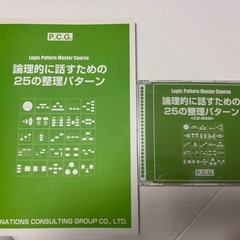 P.C.G.
Logic Pattern Master Course
論理的に話すための
25の整理パターン
NATIONS CONSULTING GROUP CO., LTD.
Logic Pattern Master Course
論理的に話すための
25の整理パターン
<CD-ROM>
P.C.G.